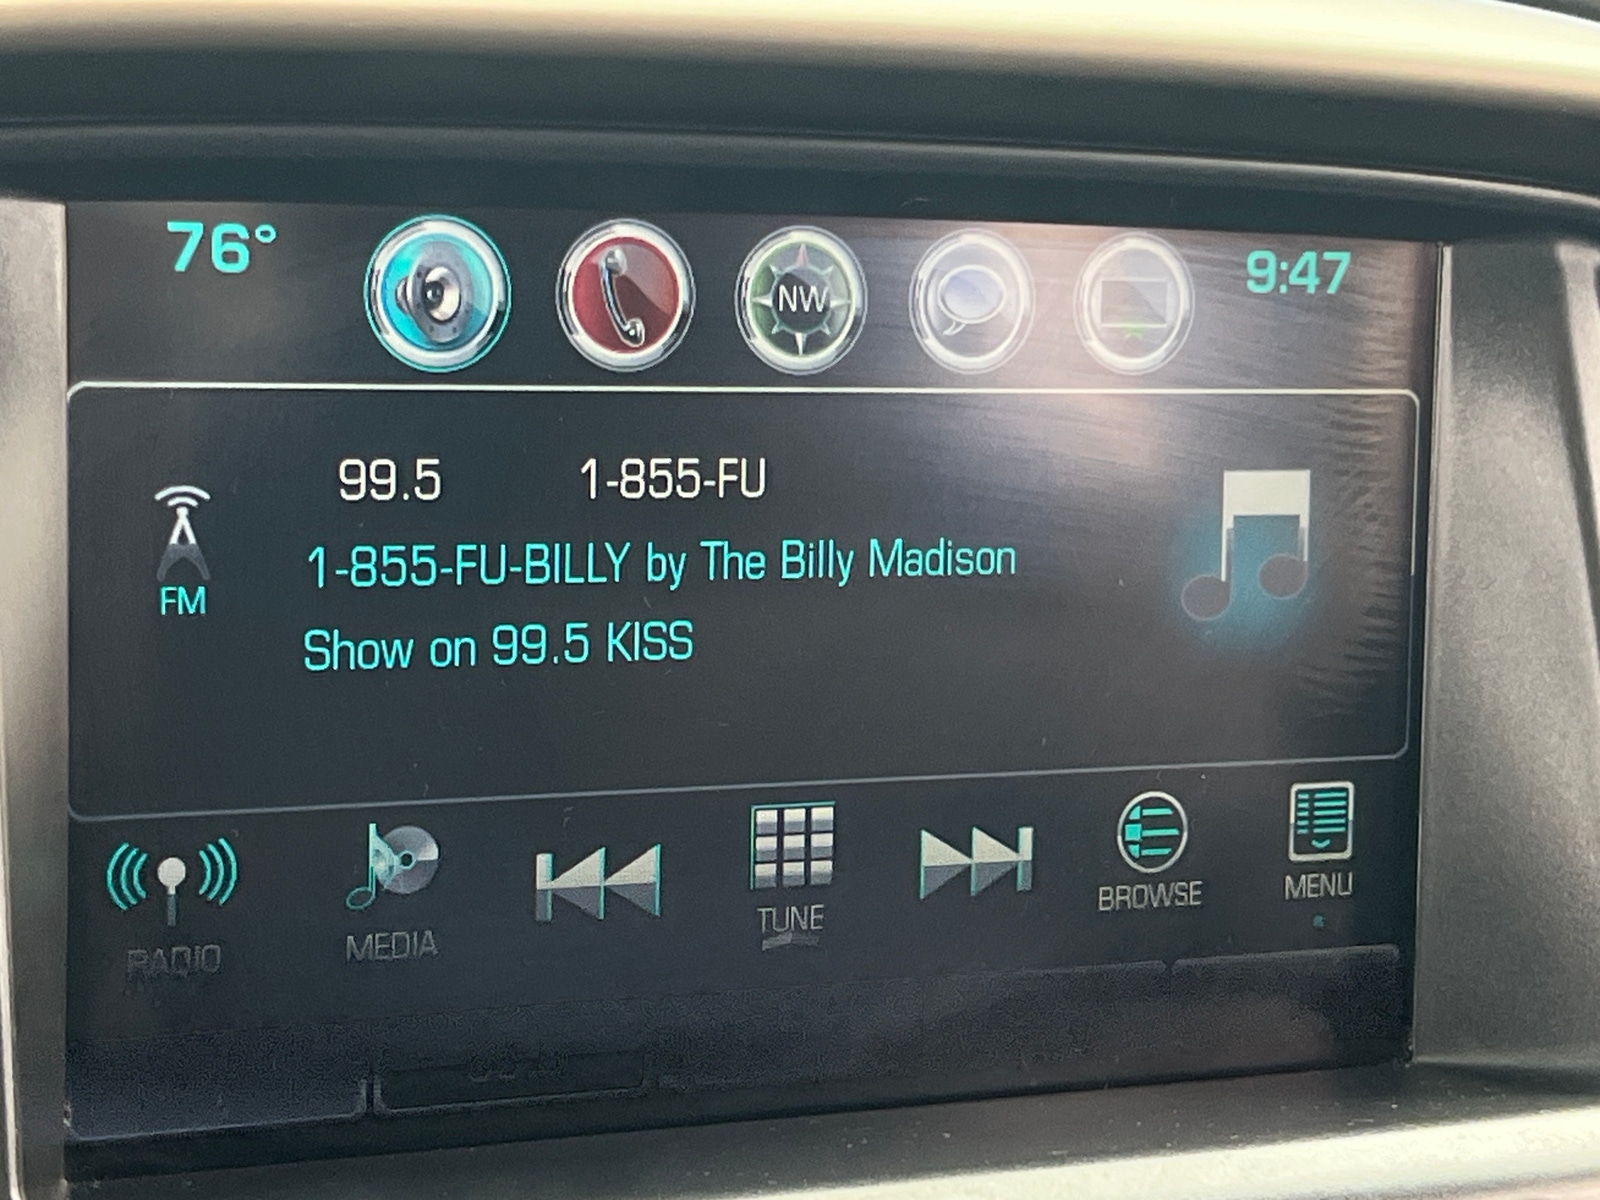 76°
NW
9:47
99.5 1-855-FU
1-855-FU-BILLY by The Billy Madison
Show on 99.5 KISS
FM
RADIO
MEDIA
TUNE
BROWSE
MENU